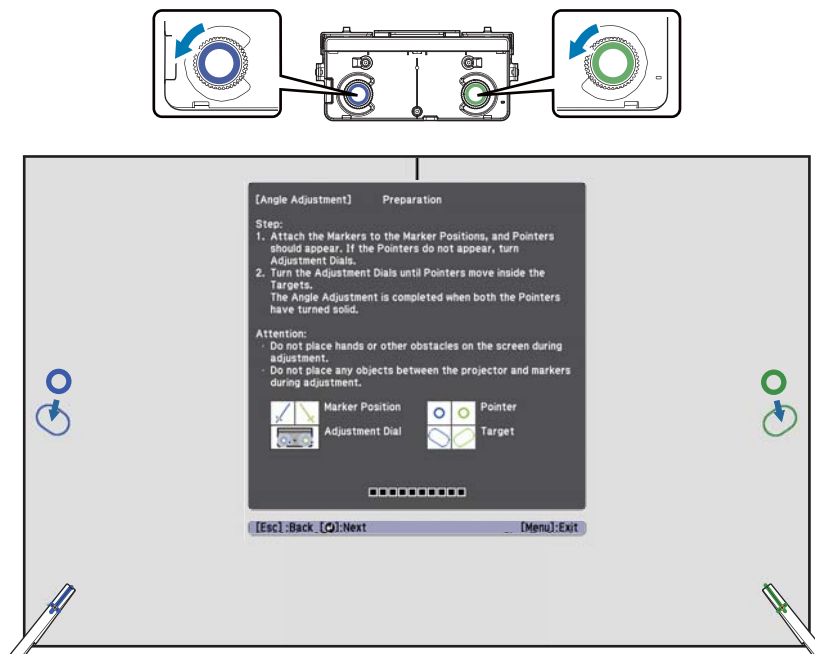 [Angle Adjustment] Preparation
Step:
1. Attach the Markers to the Marker Positions, and Pointers
should appear. If the Pointers do not appear, turn
Adjustment Dials.
2. Turn the Adjustment Dials until Pointers move inside the
Targets.
The Angle Adjustment is completed when both the Pointers
have turned solid.
Attention:
· Do not place hands or other obstacles on the screen during
adjustment.
· Do not place any objects between the projector and markers
during adjustment.
Marker Position Pointer
Adjustment Dial Target
[Esc] :Back [⏎]:Next [Menu]:Exit